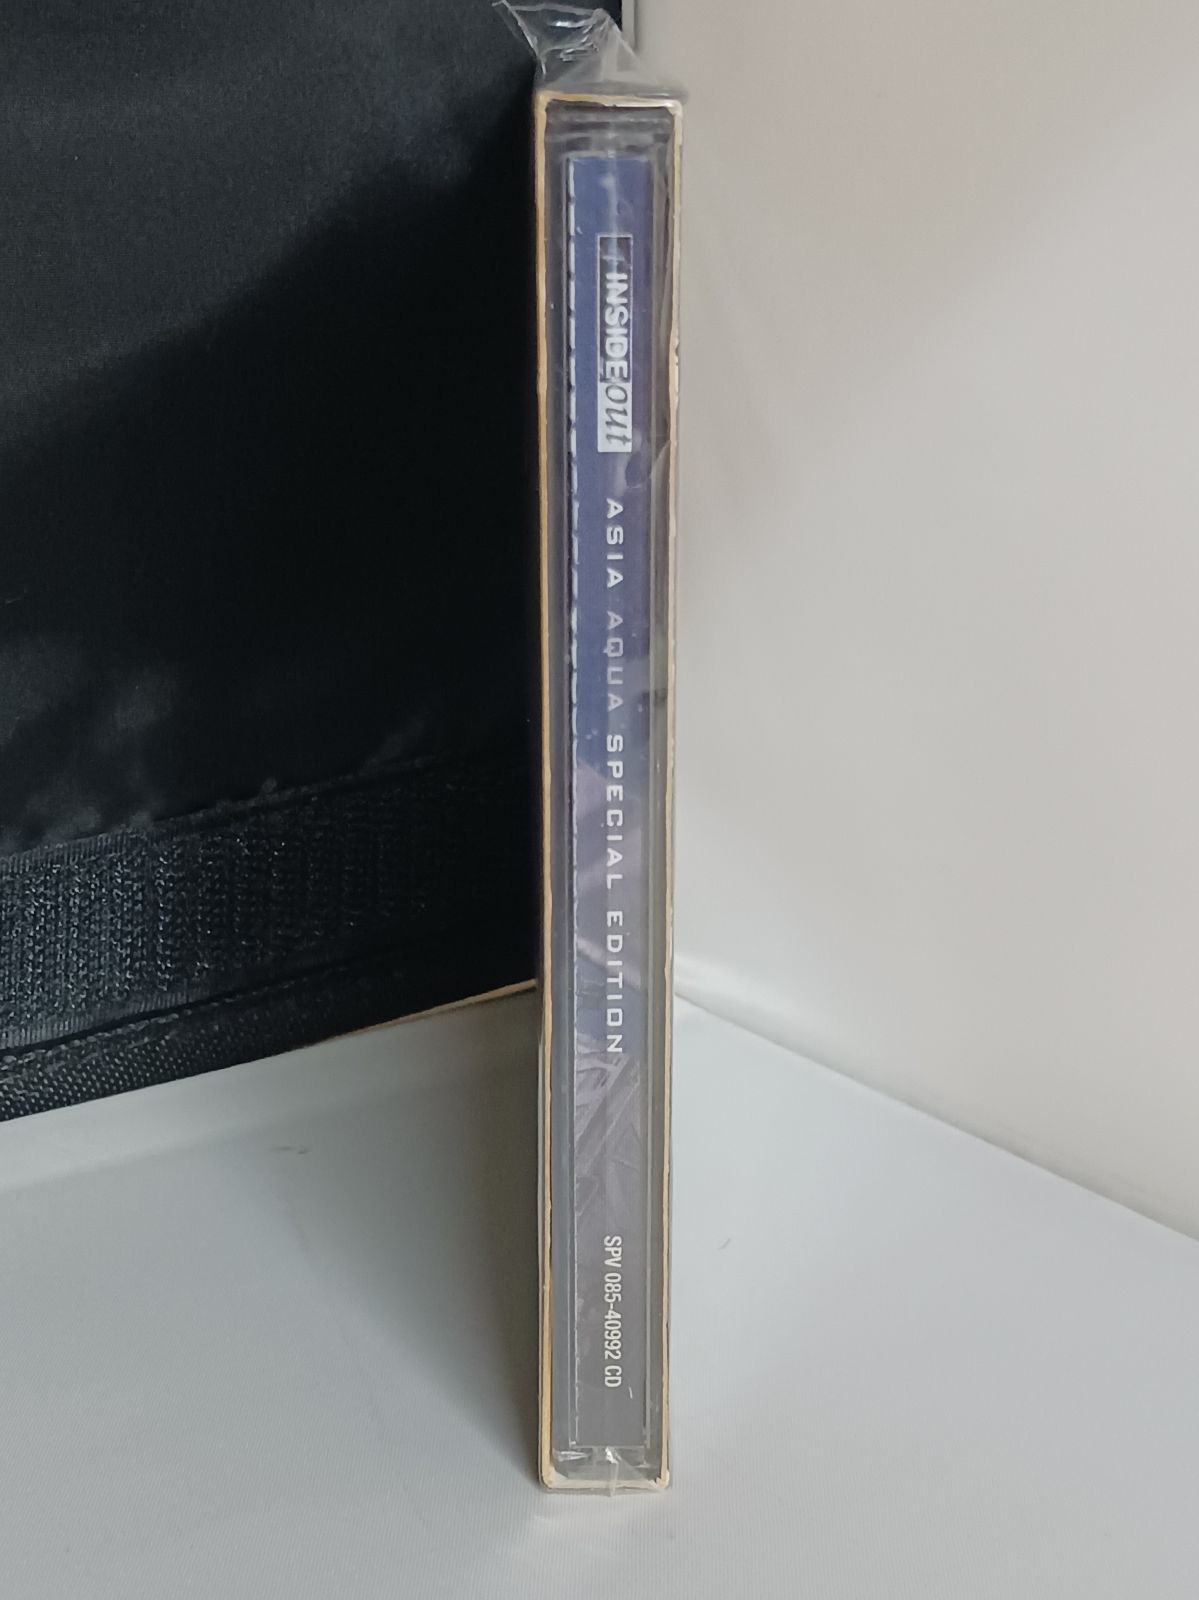 INSIDEout
ASIA AQUA SPECIAL EDITION
SPV 085-40992 CD